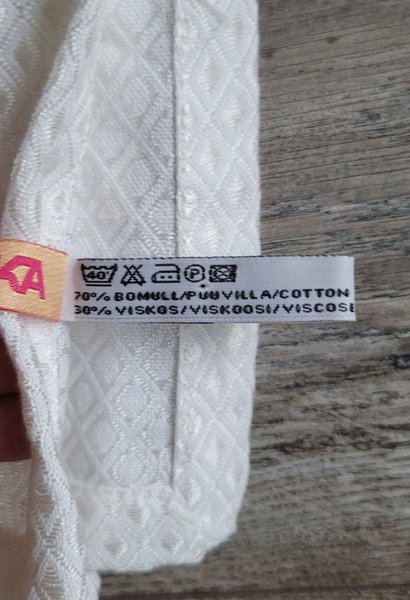 40
P
70% BOMULL/PUUVILLA/COTTON
30% VISKOS/VISKOOSI/VISCOSE